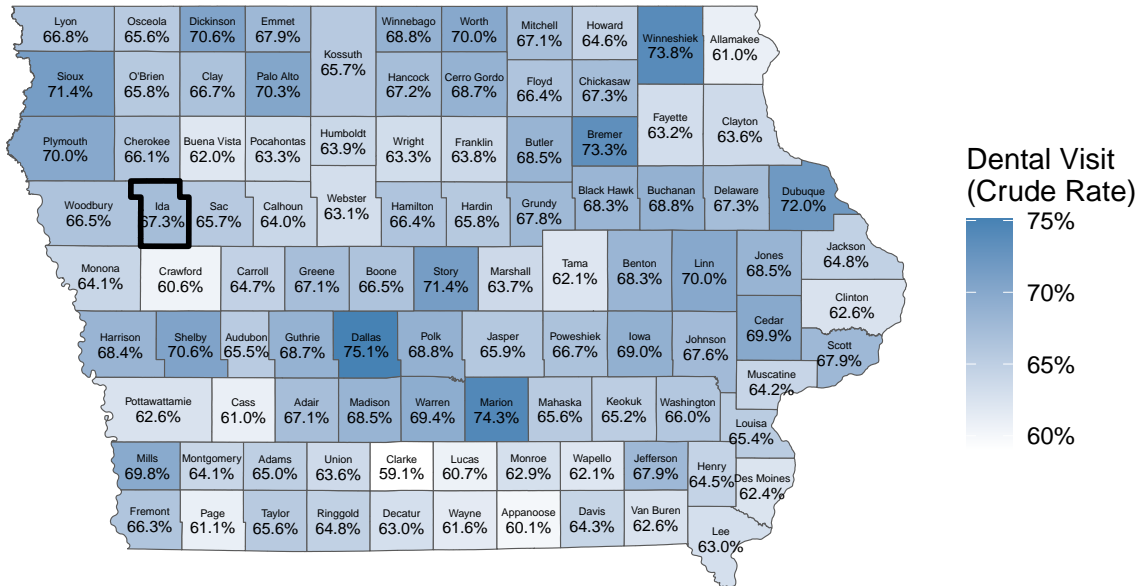 Lyon
66.8%
Osceola
65.6%
Dickinson
70.6%
Emmet
67.9%
Kossuth
65.7%
Winnebago
68.8%
Worth
70.0%
Mitchell
67.1%
Howard
64.6%
Winneshiek
73.8%
Allamakee
61.0%
Sioux
71.4%
O'Brien
65.8%
Clay
66.7%
Palo Alto
70.3%
Hancock
67.2%
Cerro Gordo
68.7%
Floyd
66.4%
Chickasaw
67.3%
Fayette
63.2%
Clayton
63.6%
Plymouth
70.0%
Cherokee
66.1%
Buena Vista
62.0%
Pocahontas
63.3%
Humboldt
63.9%
Wright
63.3%
Franklin
63.8%
Butler
68.5%
Bremer
73.3%
Woodbury
66.5%
Ida
67.3%
Sac
65.7%
Calhoun
64.0%
Webster
63.1%
Hamilton
66.4%
Hardin
65.8%
Grundy
67.8%
Black Hawk
68.3%
Buchanan
68.8%
Delaware
67.3%
Dubuque
72.0%
Monona
64.1%
Crawford
60.6%
Carroll
64.7%
Greene
67.1%
Boone
66.5%
Story
71.4%
Marshall
63.7%
Tama
62.1%
Benton
68.3%
Linn
70.0%
Jones
68.5%
Jackson
64.8%
Clinton
62.6%
Harrison
68.4%
Shelby
70.6%
Audubon
65.5%
Guthrie
68.7%
Dallas
75.1%
Polk
68.8%
Jasper
65.9%
Poweshiek
66.7%
Iowa
69.0%
Johnson
67.6%
Cedar
69.9%
Scott
67.9%
Muscatine
64.2%
Pottawattamie
62.6%
Cass
61.0%
Adair
67.1%
Madison
68.5%
Warren
69.4%
Marion
74.3%
Mahaska
65.6%
Keokuk
65.2%
Washington
66.0%
Louisa
65.4%
Mills
69.8%
Montgomery
64.1%
Adams
65.0%
Union
63.6%
Clarke
59.1%
Lucas
60.7%
Monroe
62.9%
Wapello
62.1%
Jefferson
67.9%
Henry
64.5%
Des Moines
62.4%
Fremont
66.3%
Page
61.1%
Taylor
65.6%
Ringgold
64.8%
Decatur
63.0%
Wayne
61.6%
Appanoose
60.1%
Davis
64.3%
Van Buren
62.6%
Lee
63.0%
Dental Visit
(Crude Rate)
75%
70%
65%
60%